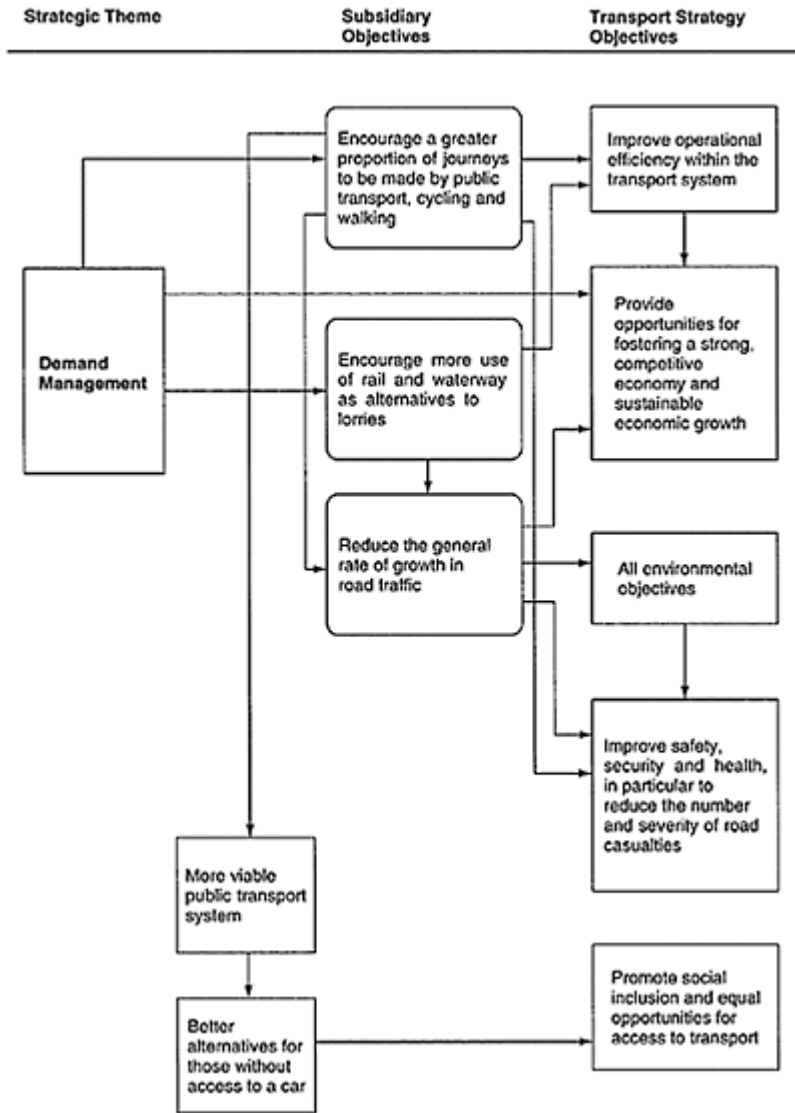 Strategic Theme
Subsidiary
Objectives
Transport Strategy
Objectives
Encourage a greater
proportion of journeys
to be made by public
transport, cycling and
walking
Improve operational
efficiency within the
transport system
Demand
Management
Encourage more use
of rail and waterway
as alternatives to
lorries
Provide
opportunities for
fostering a strong,
competitive
economy and
sustainable
economic growth
Reduce the general
rate of growth in
road traffic
All environmental
objectives
Improve safety,
security and health,
in particular to
reduce the number
and severity of road
casualties
More viable
public transport
system
Better
alternatives for
those without
access to a car
Promote social
inclusion and equal
opportunities for
access to transport